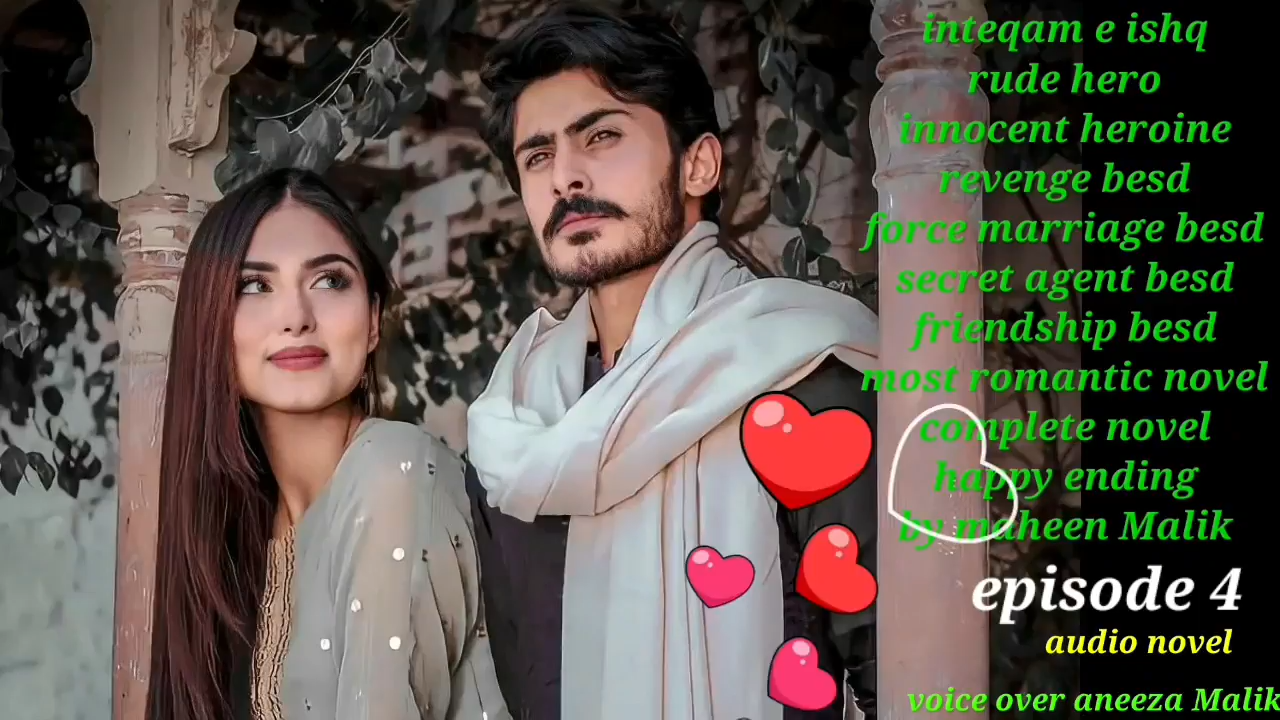 inteqam e ishq
rude hero
innocent heroine
revenge besd
force marriage besd
secret agent besd
friendship besd
most romantic novel
complete novel
happy ending
by maheen Malik
episode 4
audio novel
voice over aneeza Malik